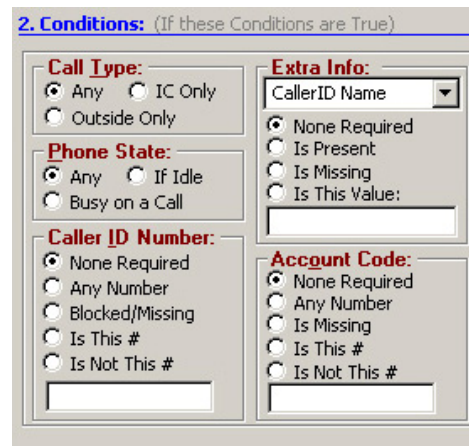 2. Conditions: (If these Conditions are True)
Call Type:
Any IC Only
Outside Only
Phone State:
Any If Idle
Busy on a Call
Caller ID Number:
None Required
Any Number
Blocked/Missing
Is This #
Is Not This #
Extra Info:
CallerID Name
None Required
Is Present
Is Missing
Is This Value:
Account Code:
None Required
Any Number
Is Missing
Is This #
Is Not This #